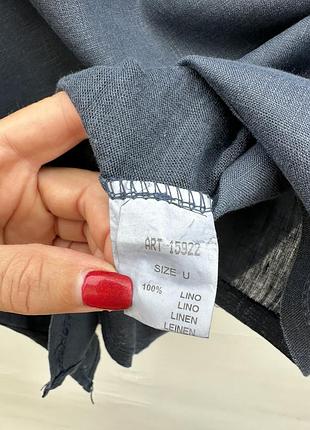 ART 15922
SIZE U
100% LINO
LINO
LINEN
LEINEN